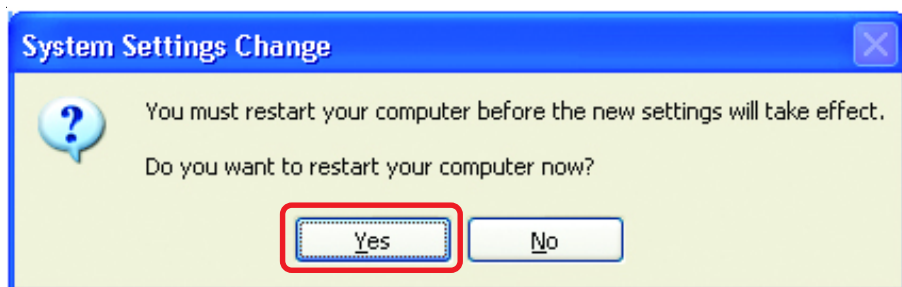 System Settings Change
You must restart your computer before the new settings will take effect.
Do you want to restart your computer now?
Yes No